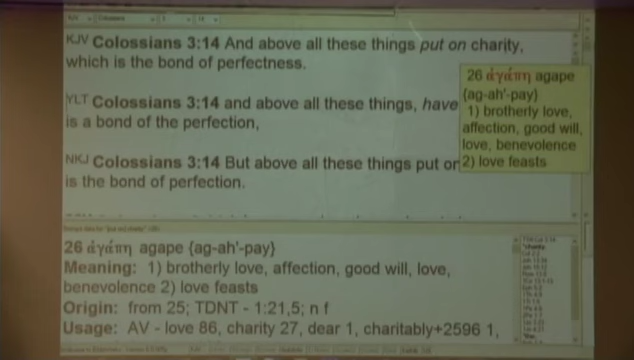 KJV Colossians 3:14 And above all these things put on charity,
which is the bond of perfectness.
YLT Colossians 3:14 and above all these things, have
is a bond of the perfection,
NKJ Colossians 3:14 But above all these things put on
is the bond of perfection.
26 ἀγάπη agape
{ag-ah'-pay}
1) brotherly love,
affection, good will,
love, benevolence
2) love feasts
26 ἀγάπη agape {ag-ah'-pay}
Meaning: 1) brotherly love, affection, good will, love,
benevolence 2) love feasts
Origin: from 25; TDNT - 1:21,5; n f
Usage: AV - love 86, charity 27, dear 1, charitably+2596 1,